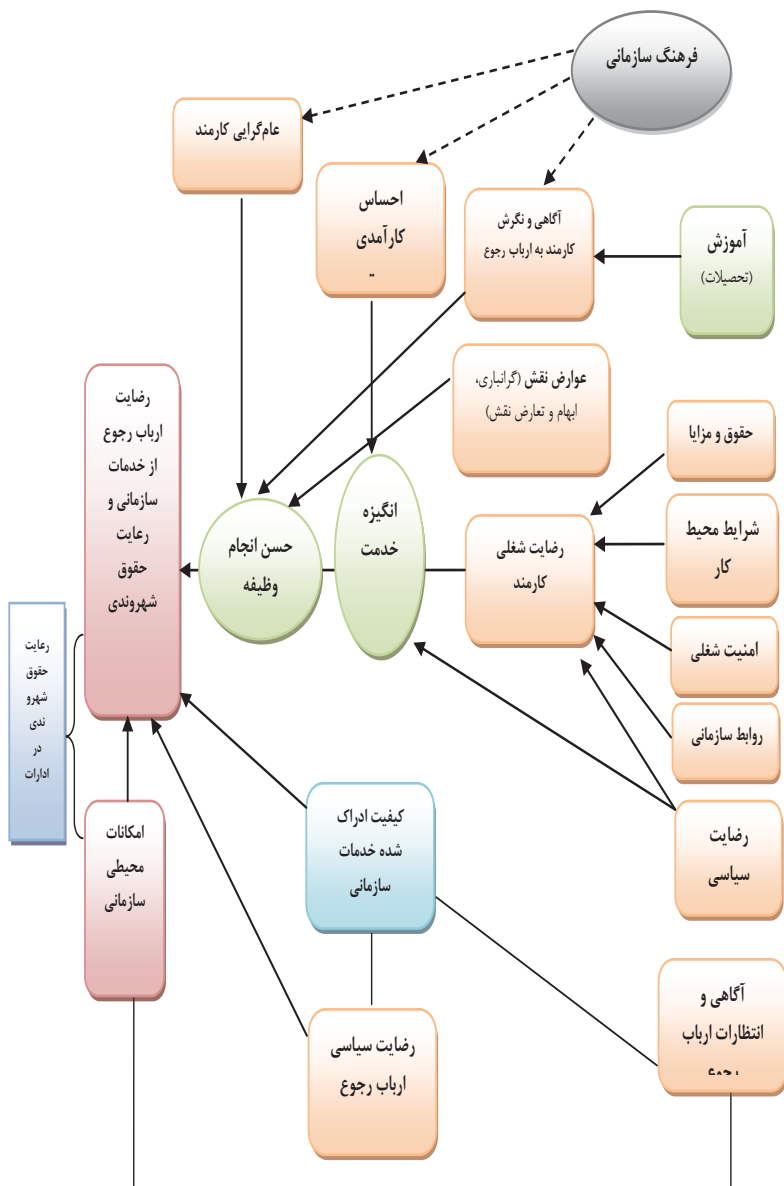 فرهنگ سازمانی
عام‌گرایی کارمند
احساس
کارآمدی
آگاهی و نگرش
کارمند به ارباب رجوع
آموزش
(تحصیلات)
عوارض نقش (گرانباری،
ابهام و تعارض نقش)
حقوق و مزایا
شرایط محیط
کار
امنیت شغلی
روابط سازمانی
رضایت
سیاسی
رضایت شغلی
کارمند
انگیزه
خدمت
حسن انجام
وظیفه
رضایت
ارباب رجوع
از خدمات
سازمانی و
رعایت
حقوق
شهروندی
رعایت
حقوق
شهرو
ندی
در
ادارات
امکانات
محیطی
سازمانی
کیفیت ادراک
شده خدمات
سازمانی
رضایت سیاسی
ارباب رجوع
آگاهی و
انتظارات ارباب
رجوع